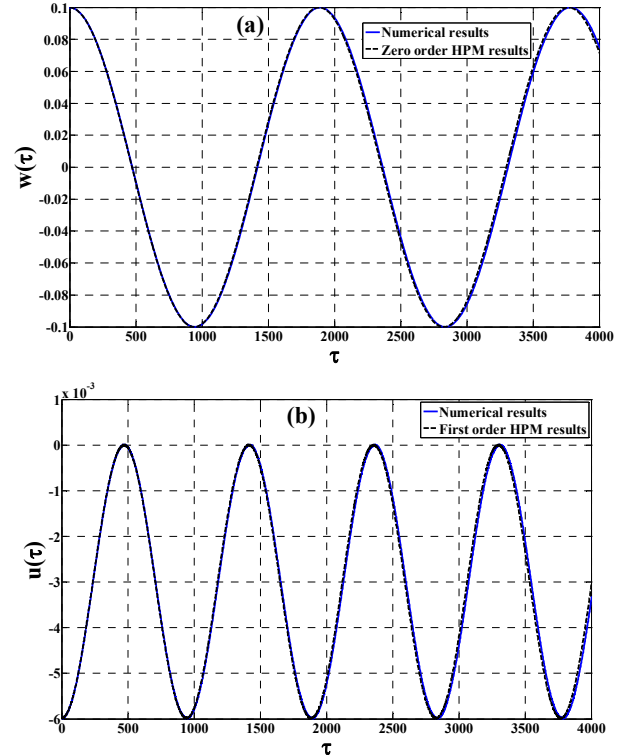 (a)
Numerical results
Zero order HPM results
0.1
0.08
0.06
0.04
0.02
0
-0.02
-0.04
-0.06
-0.08
-0.1
w(τ)
0 500 1000 1500 2000 2500 3000 3500 4000
τ
x 10⁻³
(b)
Numerical results
First order HPM results
1
0
-1
-2
-3
-4
-5
-6
u(τ)
0 500 1000 1500 2000 2500 3000 3500 4000
τ